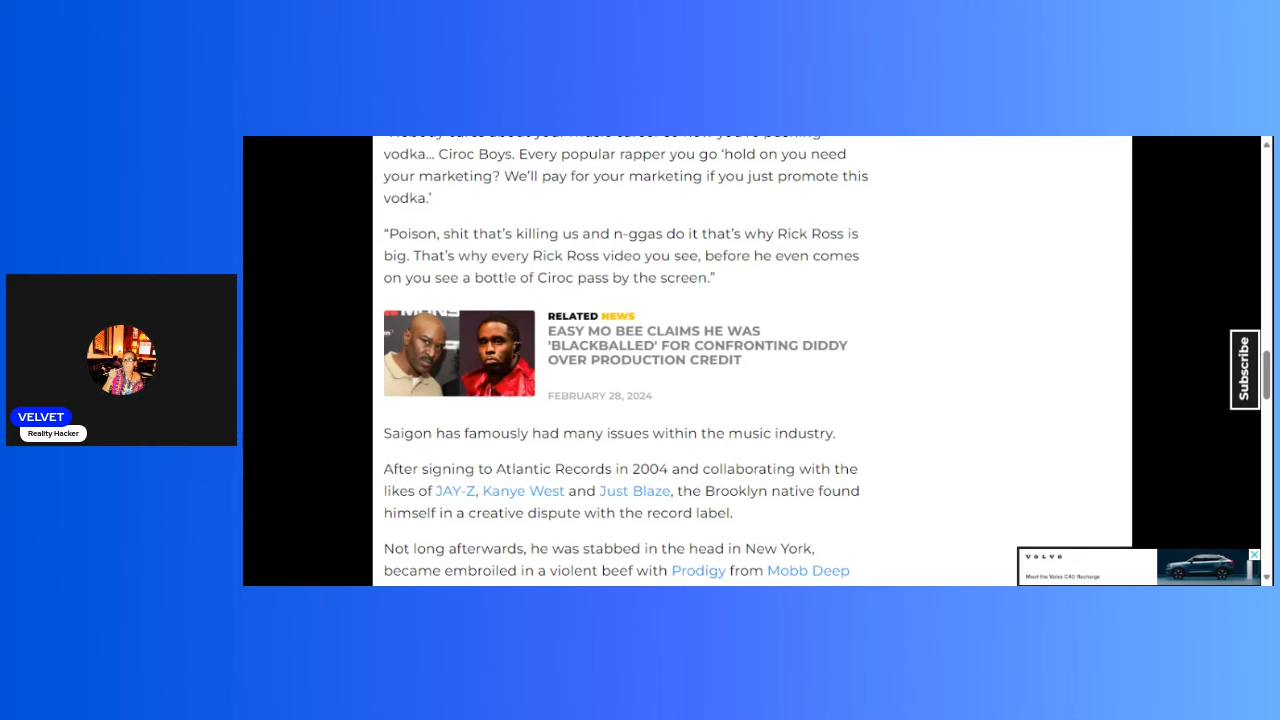 vodka… Ciroc Boys. Every popular rapper you go ‘hold on you need
your marketing? We’ll pay for your marketing if you just promote this
vodka.’
“Poison, shit that’s killing us and n-ggas do it that’s why Rick Ross is
big. That’s why every Rick Ross video you see, before he even comes
on you see a bottle of Ciroc pass by the screen.”
RELATED NEWS
EASY MO BEE CLAIMS HE WAS
'BLACKBALLED' FOR CONFRONTING DIDDY
OVER PRODUCTION CREDIT
FEBRUARY 28, 2024
Saigon has famously had many issues within the music industry.
After signing to Atlantic Records in 2004 and collaborating with the
likes of JAY-Z, Kanye West and Just Blaze, the Brooklyn native found
himself in a creative dispute with the record label.
Not long afterwards, he was stabbed in the head in New York,
became embroiled in a violent beef with Prodigy from Mobb Deep
Subscribe
VOLVO
Meet the Volvo C40 Recharge
VELVET
Reality Hacker